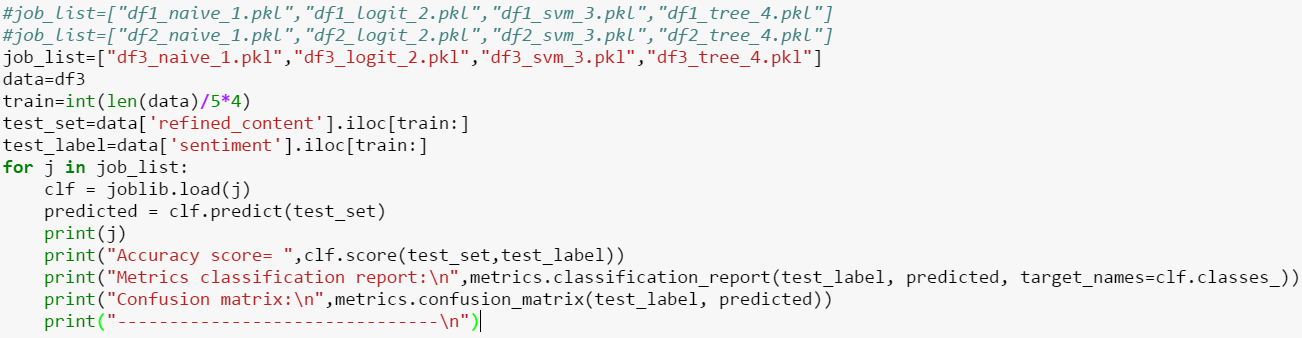 #job_list=["df1_naive_1.pkl","df1_logit_2.pkl","df1_svm_3.pkl","df1_tree_4.pkl"]
#job_list=["df2_naive_1.pkl","df2_logit_2.pkl","df2_svm_3.pkl","df2_tree_4.pkl"]
job_list=["df3_naive_1.pkl","df3_logit_2.pkl","df3_svm_3.pkl","df3_tree_4.pkl"]
data=df3
train=int(len(data)/5*4)
test_set=data['refined_content'].iloc[train:]
test_label=data['sentiment'].iloc[train:]
for j in job_list:
    clf = joblib.load(j)
    predicted = clf.predict(test_set)
    print(j)
    print("Accuracy score= ",clf.score(test_set,test_label))
    print("Metrics classification report:\n",metrics.classification_report(test_label, predicted, target_names=clf.classes_))
    print("Confusion matrix:\n",metrics.confusion_matrix(test_label, predicted))
    print("-------------------------------\n")